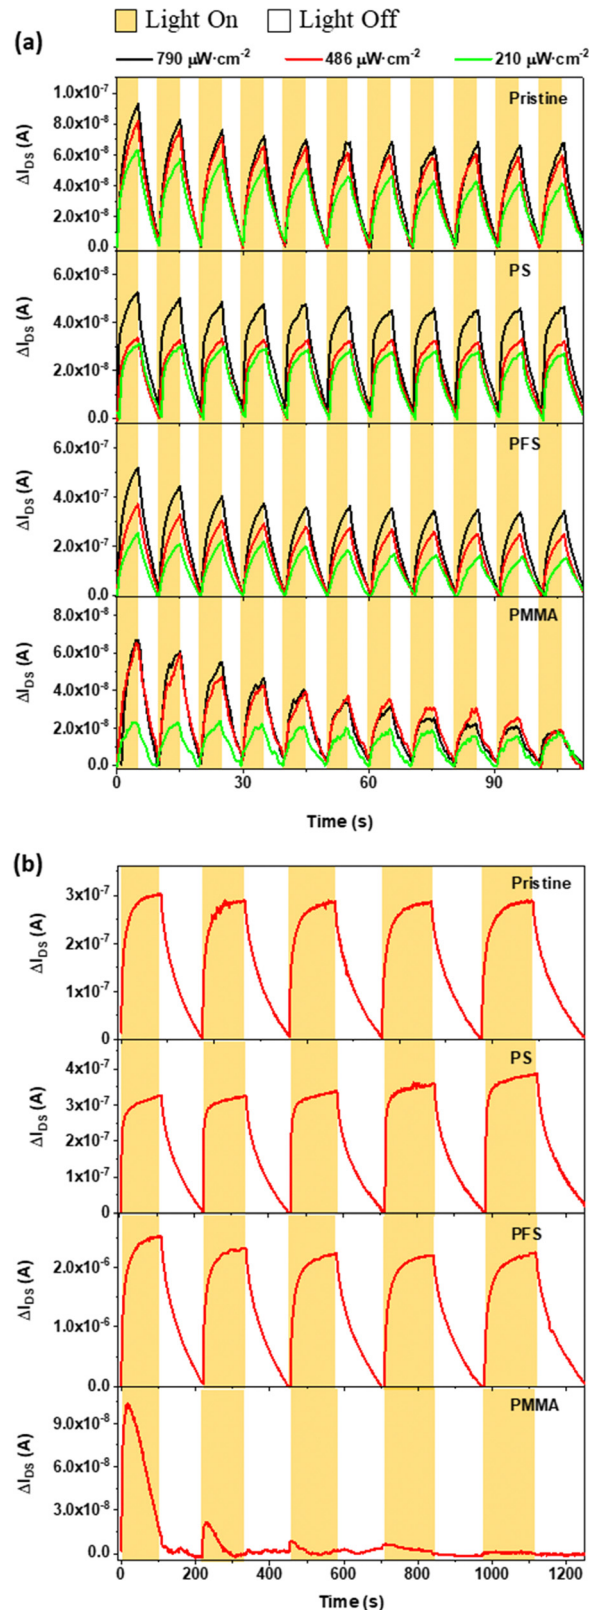 Light On Light Off
(a)
790 μW·cm⁻² 486 μW·cm⁻² 210 μW·cm⁻²
Pristine
1.0x10⁻⁷
8.0x10⁻⁸
6.0x10⁻⁸
4.0x10⁻⁸
2.0x10⁻⁸
0.0
ΔI_DS (A)
PS
6.0x10⁻⁸
4.0x10⁻⁸
2.0x10⁻⁸
0.0
ΔI_DS (A)
PFS
6.0x10⁻⁷
4.0x10⁻⁷
2.0x10⁻⁷
0.0
ΔI_DS (A)
PMMA
8.0x10⁻⁸
6.0x10⁻⁸
4.0x10⁻⁸
2.0x10⁻⁸
0.0
ΔI_DS (A)
0 30 60 90
Time (s)
(b)
Pristine
3x10⁻⁷
2x10⁻⁷
1x10⁻⁷
0
ΔI_DS (A)
PS
4x10⁻⁷
3x10⁻⁷
2x10⁻⁷
1x10⁻⁷
0
ΔI_DS (A)
PFS
2.0x10⁻⁶
1.0x10⁻⁶
0.0
ΔI_DS (A)
PMMA
9.0x10⁻⁸
6.0x10⁻⁸
3.0x10⁻⁸
0.0
ΔI_DS (A)
0 200 400 600 800 1000 1200
Time (s)